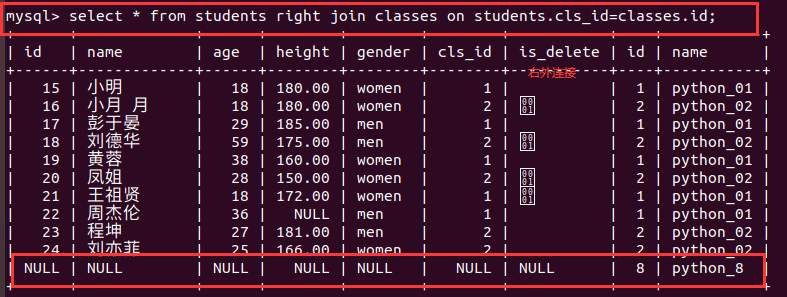 mysql> select * from students right join classes on students.cls_id=classes.id;
| id | name | age | height | gender | cls_id | is_delete | id | name |
右外连接
| 15 | 小明 | 18 | 180.00 | women | 1 | | 1 | python_01 |
| 16 | 小月 月 | 18 | 180.00 | women | 2 | 0001 | 2 | python_02 |
| 17 | 彭于晏 | 29 | 185.00 | men | 1 | | 1 | python_01 |
| 18 | 刘德华 | 59 | 175.00 | men | 2 | 0001 | 2 | python_02 |
| 19 | 黄蓉 | 38 | 160.00 | women | 1 | | 1 | python_01 |
| 20 | 凤姐 | 28 | 150.00 | women | 2 | 0001 | 2 | python_02 |
| 21 | 王祖贤 | 18 | 172.00 | women | 1 | 0001 | 1 | python_01 |
| 22 | 周杰伦 | 36 | NULL | men | 1 | | 1 | python_01 |
| 23 | 程坤 | 27 | 181.00 | men | 2 | | 2 | python_02 |
| 24 | 刘亦菲 | 25 | 166.00 | women | 2 | | 2 | python_02 |
| NULL | NULL | NULL | NULL | NULL | NULL | NULL | 8 | python_8 |